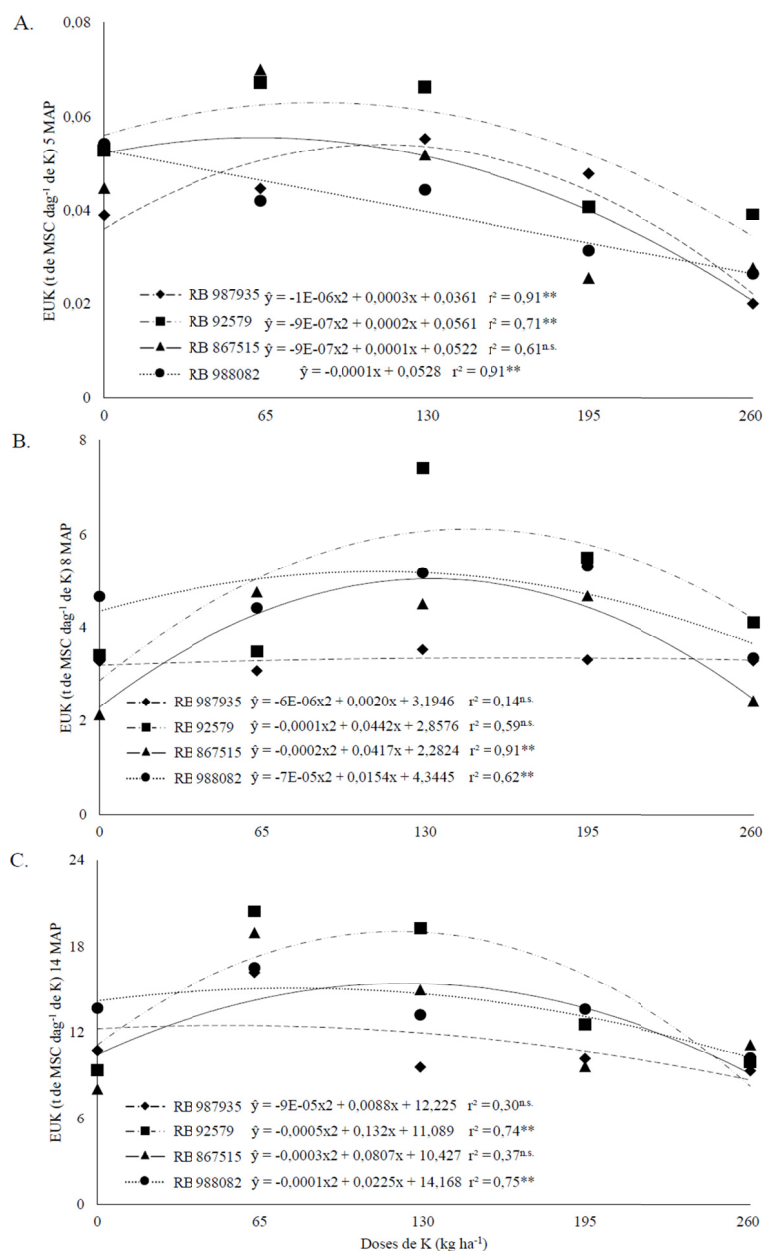 A.
0,08
0,06
0,04
0,02
0
EUK (t de MSC dag⁻¹ de K) 5 MAP
RB 987935 ŷ = -1E-06x2 + 0,0003x + 0,0361 r² = 0,91**
RB 92579 ŷ = -9E-07x2 + 0,0002x + 0,0561 r² = 0,71**
RB 867515 ŷ = -9E-07x2 + 0,0001x + 0,0522 r² = 0,61n.s.
RB 988082 ŷ = -0,0001x + 0,0528 r² = 0,91**
0 65 130 195 260
B.
8
6
4
2
0
EUK (t de MSC dag⁻¹ de K) 8 MAP
RB 987935 ŷ = -6E-06x2 + 0,0020x + 3,1946 r² = 0,14n.s.
RB 92579 ŷ = -0,0001x2 + 0,0442x + 2,8576 r² = 0,59n.s.
RB 867515 ŷ = -0,0002x2 + 0,0417x + 2,2824 r² = 0,91**
RB 988082 ŷ = -7E-05x2 + 0,0154x + 4,3445 r² = 0,62**
0 65 130 195 260
C.
24
18
12
6
0
EUK (t de MSC dag⁻¹ de K) 14 MAP
RB 987935 ŷ = -9E-05x2 + 0,0088x + 12,225 r² = 0,30n.s.
RB 92579 ŷ = -0,0005x2 + 0,132x + 11,089 r² = 0,74**
RB 867515 ŷ = -0,0003x2 + 0,0807x + 10,427 r² = 0,37n.s.
RB 988082 ŷ = -0,0001x2 + 0,0225x + 14,168 r² = 0,75**
0 65 130 195 260
Doses de K (kg ha⁻¹)